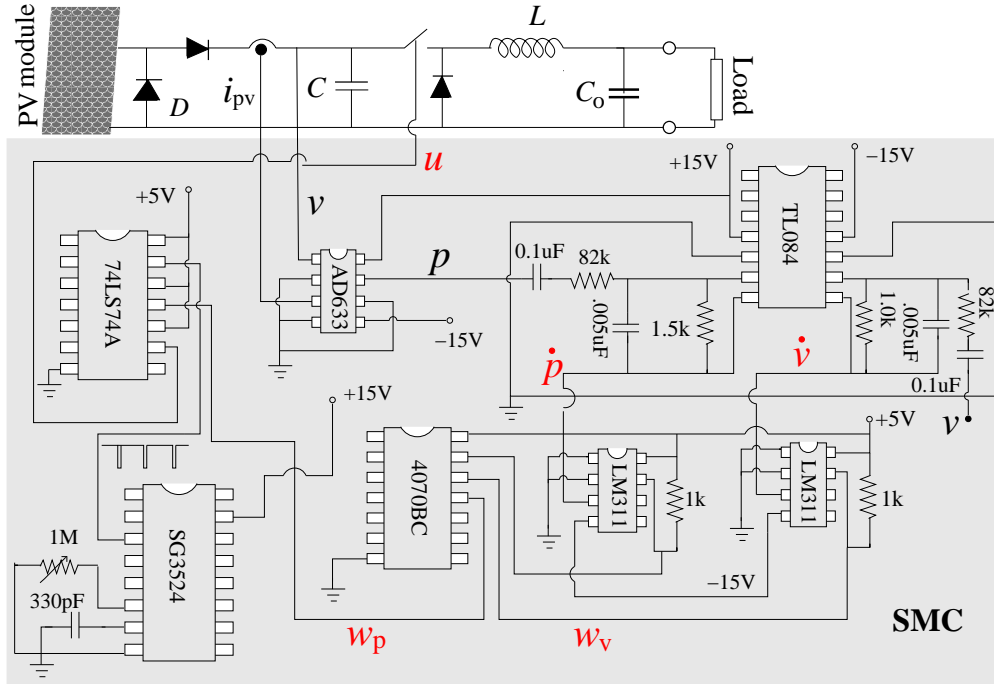 PV module
D
i_pv
C
L
C_o
Load
u
v
+5V
74LS74A
AD633
p
−15V
+15V
−15V
TL084
0.1uF
82k
.005uF
1.5k
1.0k
.005uF
82k
0.1uF
ṗ
v̇
v
+15V
4070BC
+5V
LM311
1k
LM311
1k
−15V
SG3524
1M
330pF
w_p
w_v
SMC